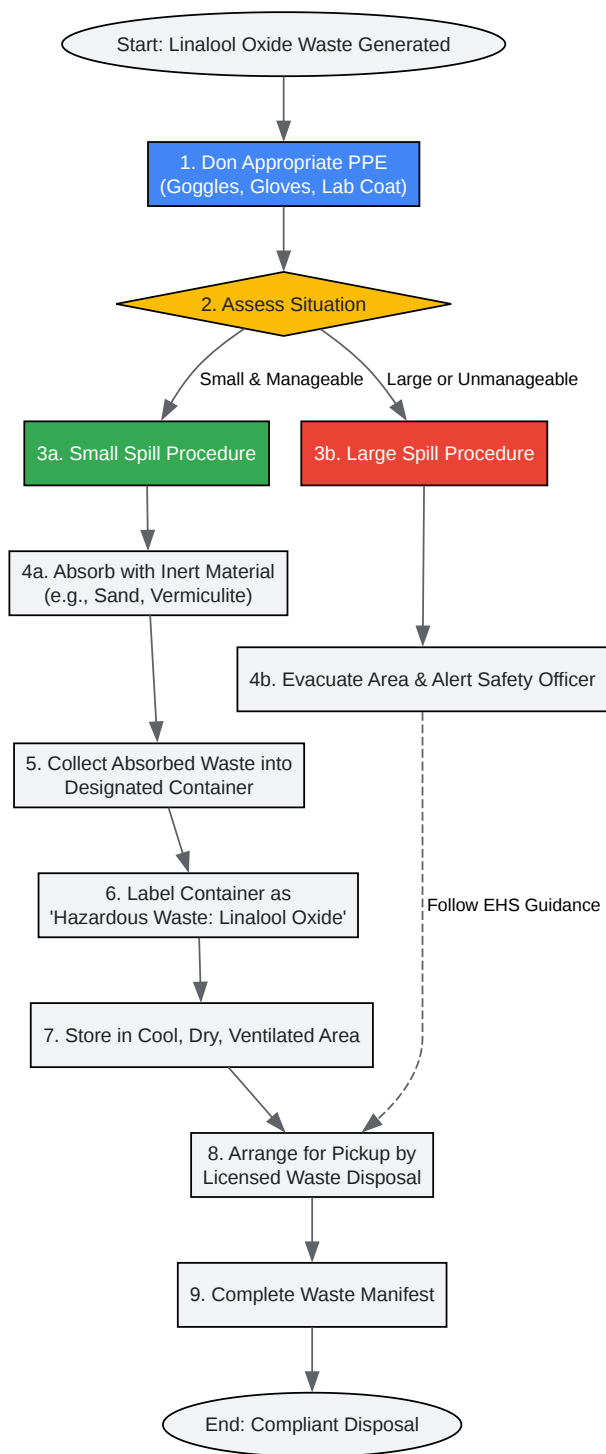 Start: Linalool Oxide Waste Generated
1. Don Appropriate PPE
(Goggles, Gloves, Lab Coat)
2. Assess Situation
Small & Manageable
Large or Unmanageable
3a. Small Spill Procedure
3b. Large Spill Procedure
4a. Absorb with Inert Material
(e.g., Sand, Vermiculite)
4b. Evacuate Area & Alert Safety Officer
5. Collect Absorbed Waste into
Designated Container
6. Label Container as
'Hazardous Waste: Linalool Oxide'
Follow EHS Guidance
7. Store in Cool, Dry, Ventilated Area
8. Arrange for Pickup by
Licensed Waste Disposal
9. Complete Waste Manifest
End: Compliant Disposal